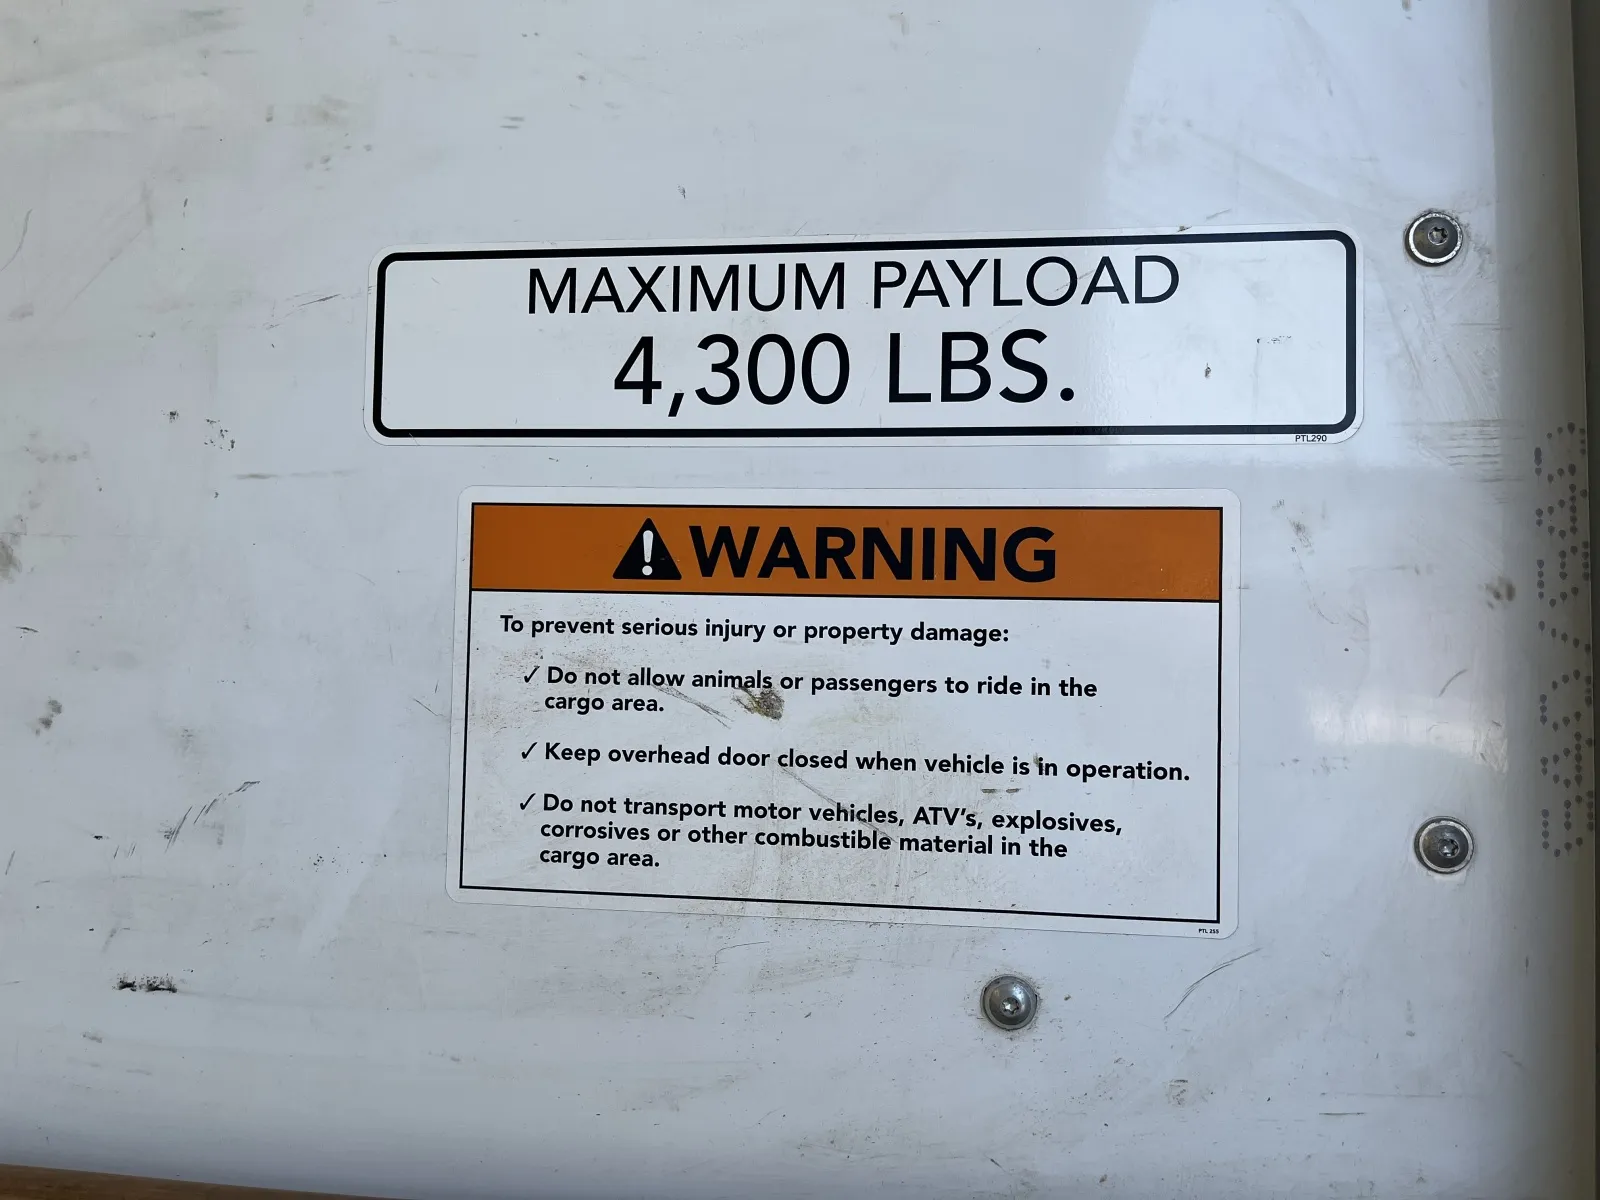 MAXIMUM PAYLOAD
4,300 LBS.
PTL290
WARNING
To prevent serious injury or property damage:
✓ Do not allow animals or passengers to ride in the
cargo area.
✓ Keep overhead door closed when vehicle is in operation.
✓ Do not transport motor vehicles, ATV's, explosives,
corrosives or other combustible material in the
cargo area.
PTL 255